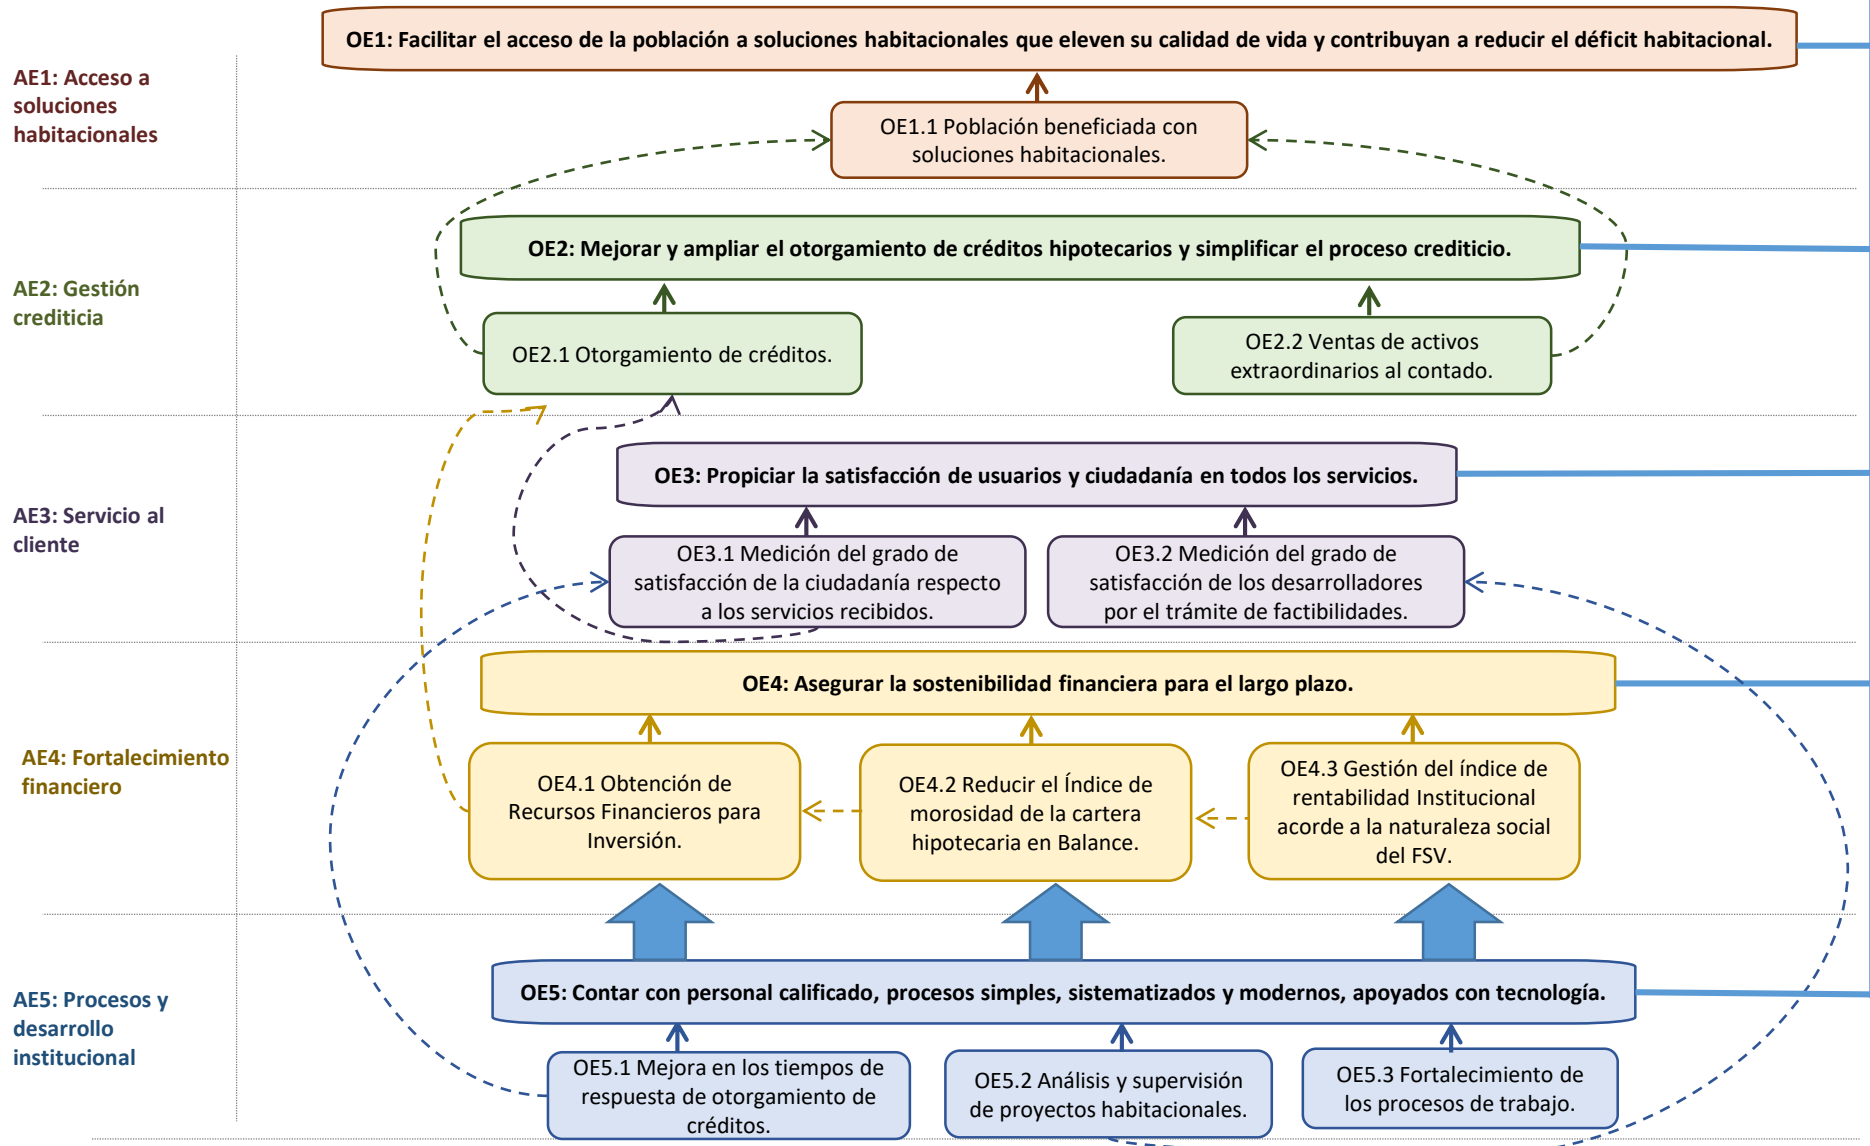 OE1: Facilitar el acceso de la población a soluciones habitacionales que eleven su calidad de vida y contribuyan a reducir el déficit habitacional.
AE1: Acceso a
soluciones
habitacionales
OE1.1 Población beneficiada con
soluciones habitacionales.
OE2: Mejorar y ampliar el otorgamiento de créditos hipotecarios y simplificar el proceso crediticio.
AE2: Gestión
crediticia
OE2.1 Otorgamiento de créditos.
OE2.2 Ventas de activos
extraordinarios al contado.
OE3: Propiciar la satisfacción de usuarios y ciudadanía en todos los servicios.
AE3: Servicio al
cliente
OE3.1 Medición del grado de
satisfacción de la ciudadanía respecto
a los servicios recibidos.
OE3.2 Medición del grado de
satisfacción de los desarrolladores
por el trámite de factibilidades.
OE4: Asegurar la sostenibilidad financiera para el largo plazo.
AE4: Fortalecimiento
financiero
OE4.1 Obtención de
Recursos Financieros para
Inversión.
OE4.2 Reducir el Índice de
morosidad de la cartera
hipotecaria en Balance.
OE4.3 Gestión del índice de
rentabilidad Institucional
acorde a la naturaleza social
del FSV.
OE5: Contar con personal calificado, procesos simples, sistematizados y modernos, apoyados con tecnología.
AE5: Procesos y
desarrollo
institucional
OE5.1 Mejora en los tiempos de
respuesta de otorgamiento de
créditos.
OE5.2 Análisis y supervisión
de proyectos habitacionales.
OE5.3 Fortalecimiento de
los procesos de trabajo.